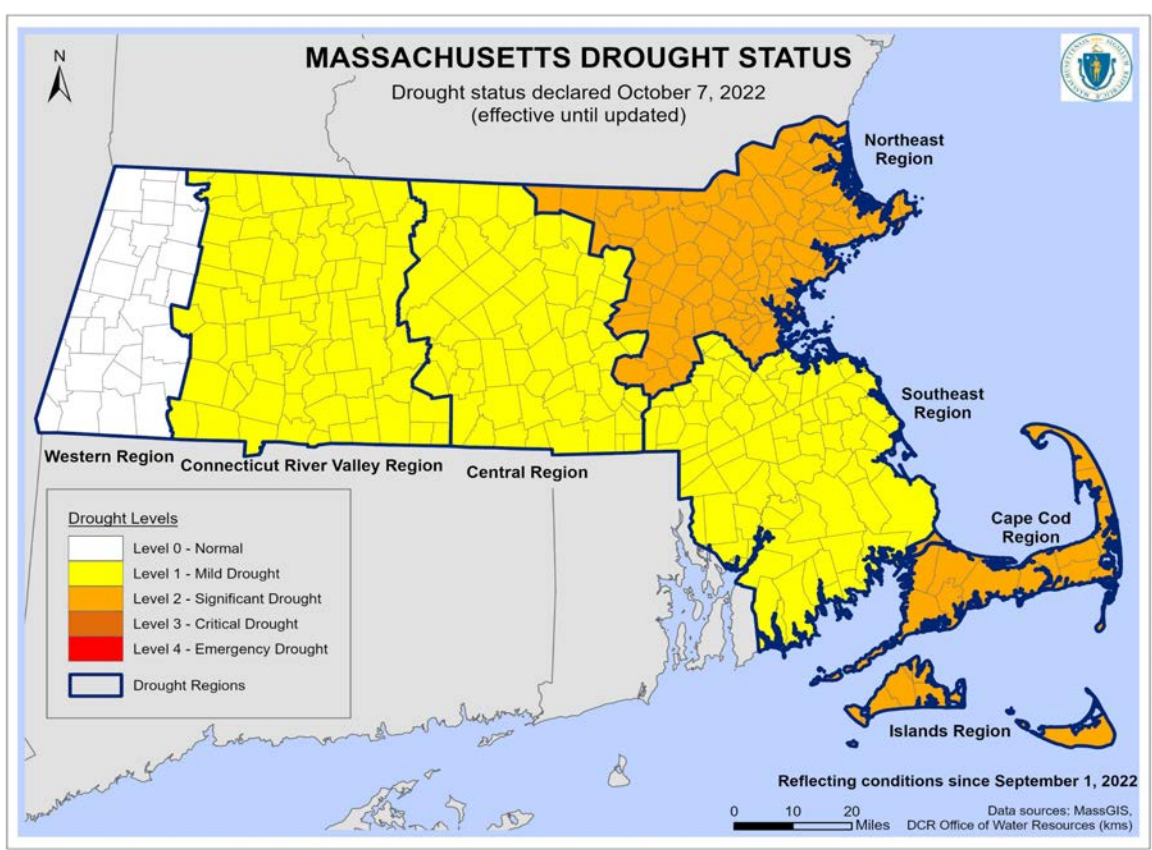 MASSACHUSETTS DROUGHT STATUS
Drought status declared October 7, 2022
(effective until updated)
N
Northeast
Region
Southeast
Region
Western Region
Connecticut River Valley Region
Central Region
Cape Cod
Region
Islands Region
Drought Levels
Level 0 - Normal
Level 1 - Mild Drought
Level 2 - Significant Drought
Level 3 - Critical Drought
Level 4 - Emergency Drought
Drought Regions
Reflecting conditions since September 1, 2022
0 10 20
Miles
Data sources: MassGIS,
DCR Office of Water Resources (kms)